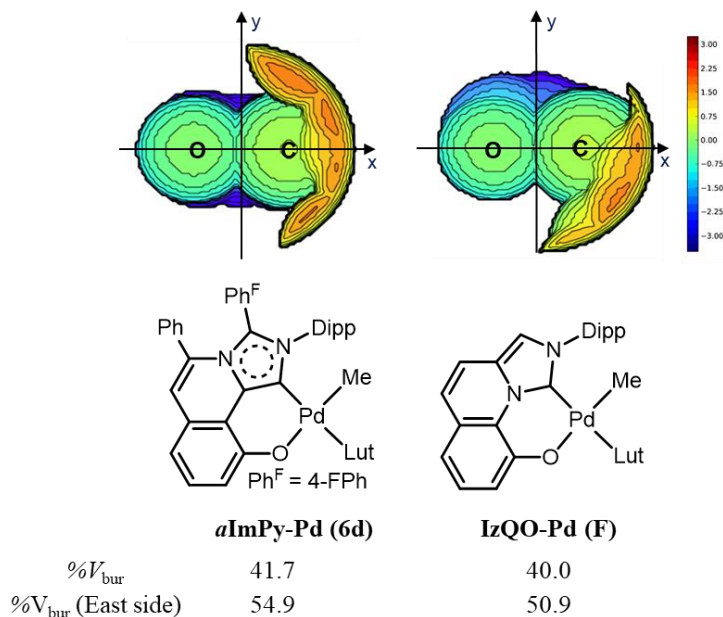 y
y
O
C
x
O
C
x
3.00
2.25
1.50
0.75
0.00
−0.75
−1.50
−2.25
−3.00
Ph^F
Ph
N
N
Dipp
Me
Pd
O
Lut
Ph^F = 4-FPh
N
Dipp
N
Me
Pd
O
Lut
aImPy-Pd (6d)
IzQO-Pd (F)
%V_bur 41.7 40.0
%V_bur (East side) 54.9 50.9